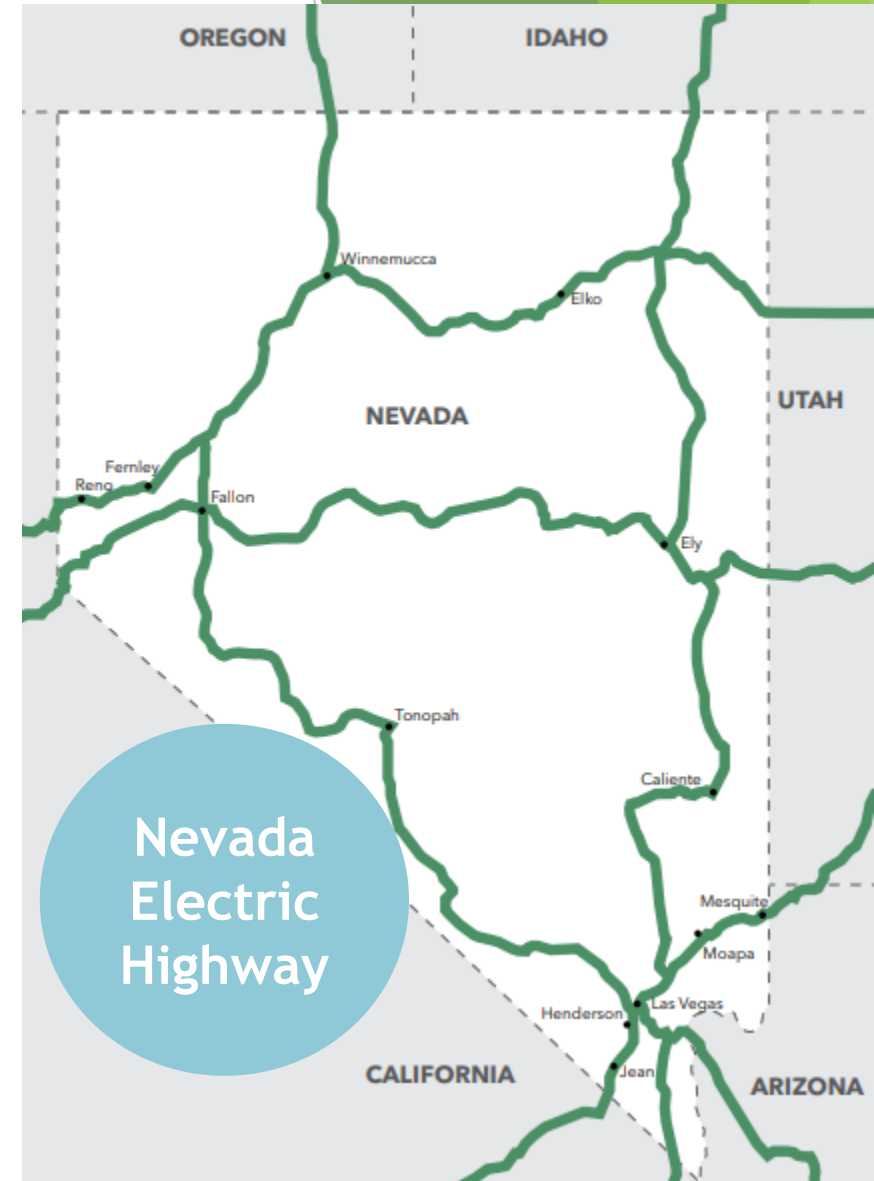 OREGON
IDAHO
Winnemucca
Elko
NEVADA
UTAH
Fernley
Reno
Fallon
Ely
Tonopah
Caliente
Nevada
Electric
Highway
Mesquite
Moapa
Las Vegas
Henderson
Jean
CALIFORNIA
ARIZONA